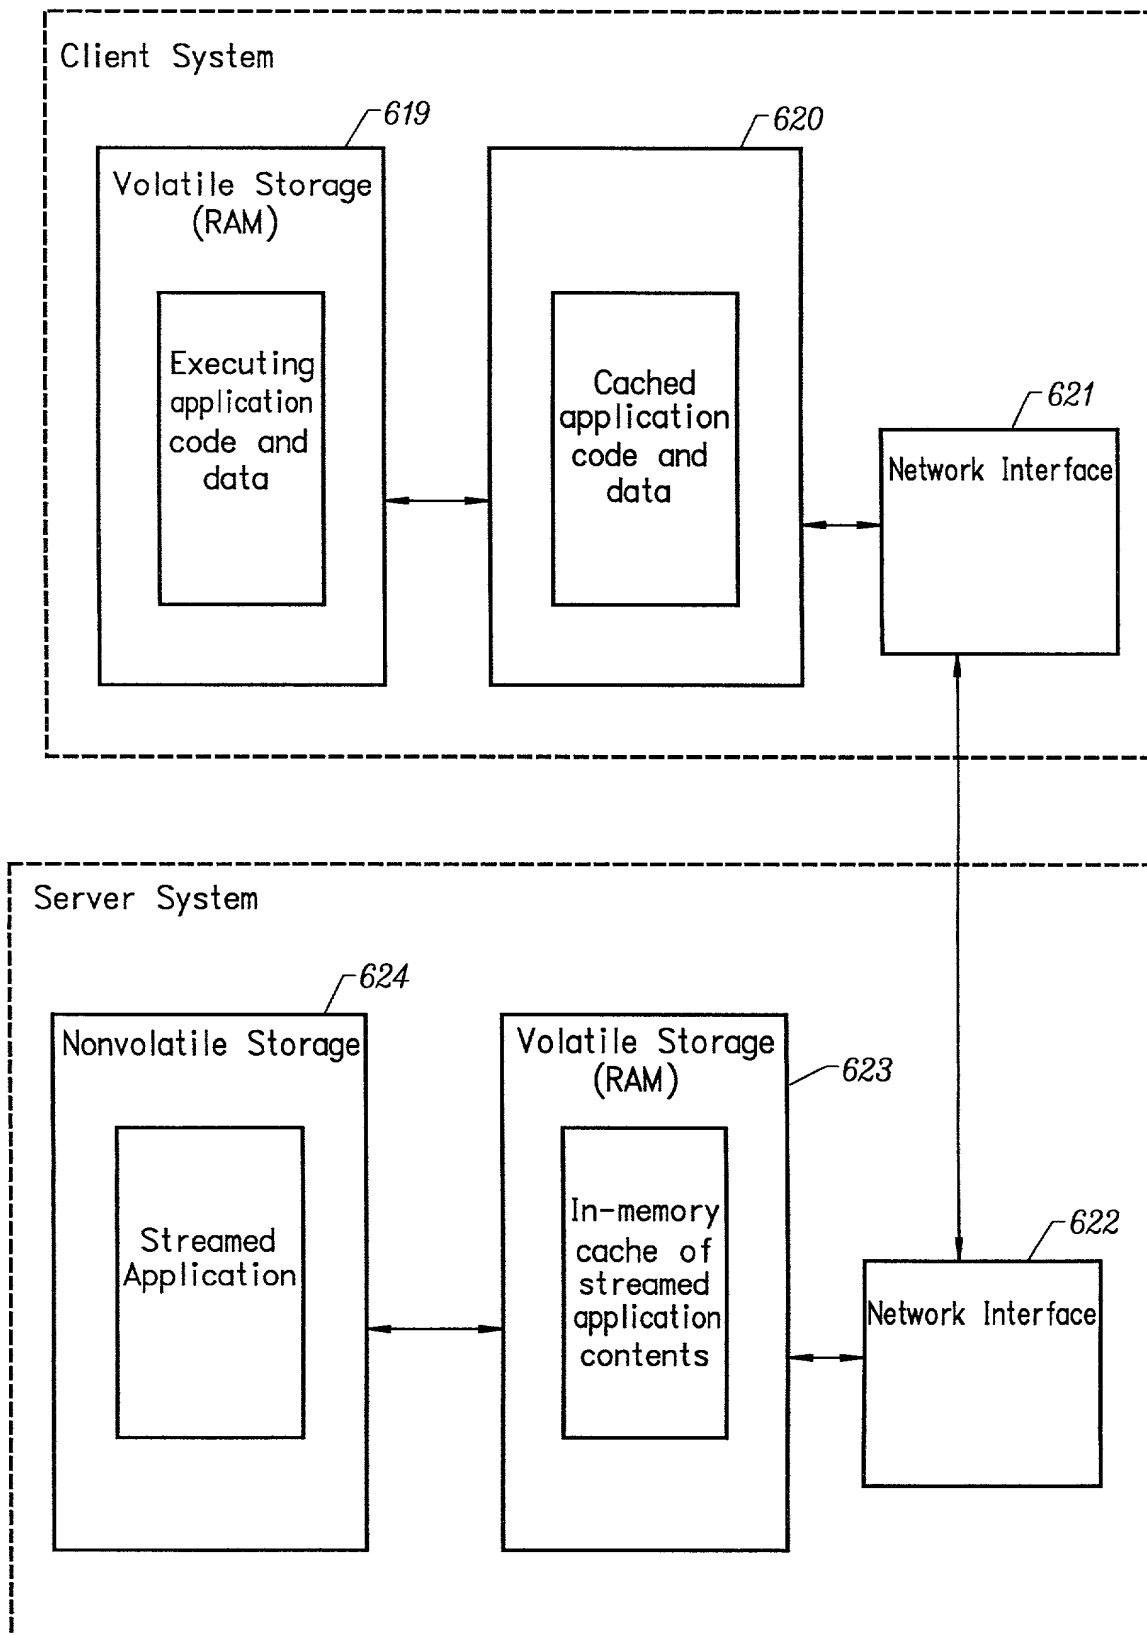 Client System
619
620
Volatile Storage
(RAM)
Executing
application
code and
data
Cached
application
code and
data
621
Network Interface
Server System
624
Nonvolatile Storage
Streamed
Application
Volatile Storage
(RAM)
623
In-memory
cache of
streamed
application
contents
622
Network Interface